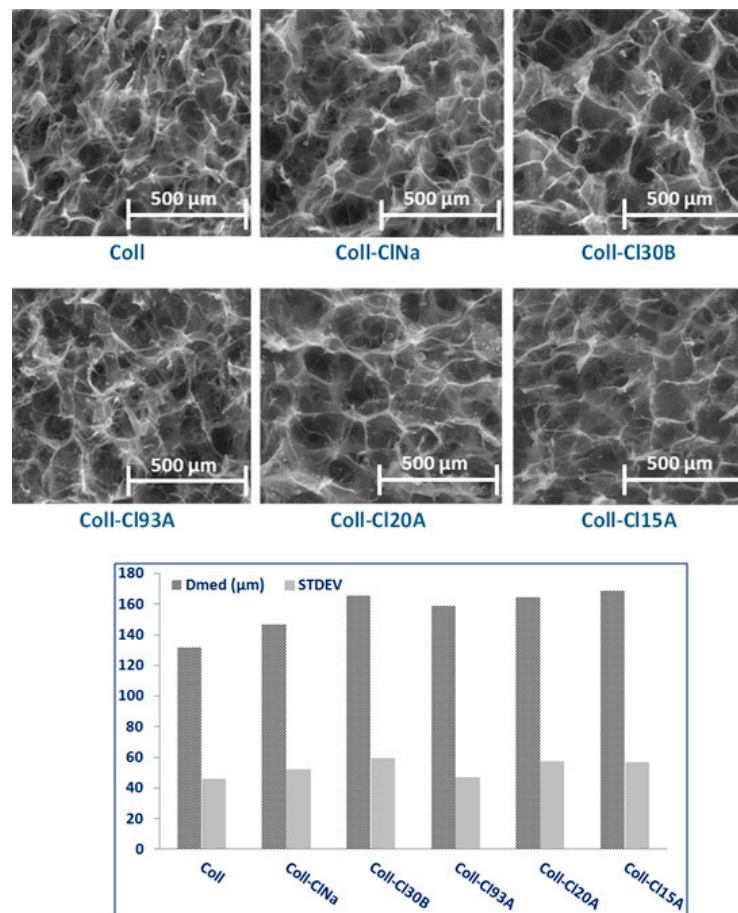 500 µm 500 µm 500 µm
Coll Coll-ClNa Coll-Cl30B
500 µm 500 µm 500 µm
Coll-Cl93A Coll-Cl20A Coll-Cl15A
180
Dmed (µm) STDEV
160
140
120
100
80
60
40
20
0
Coll Coll-ClNa Coll-Cl30B Coll-Cl93A Coll-Cl20A Coll-Cl15A